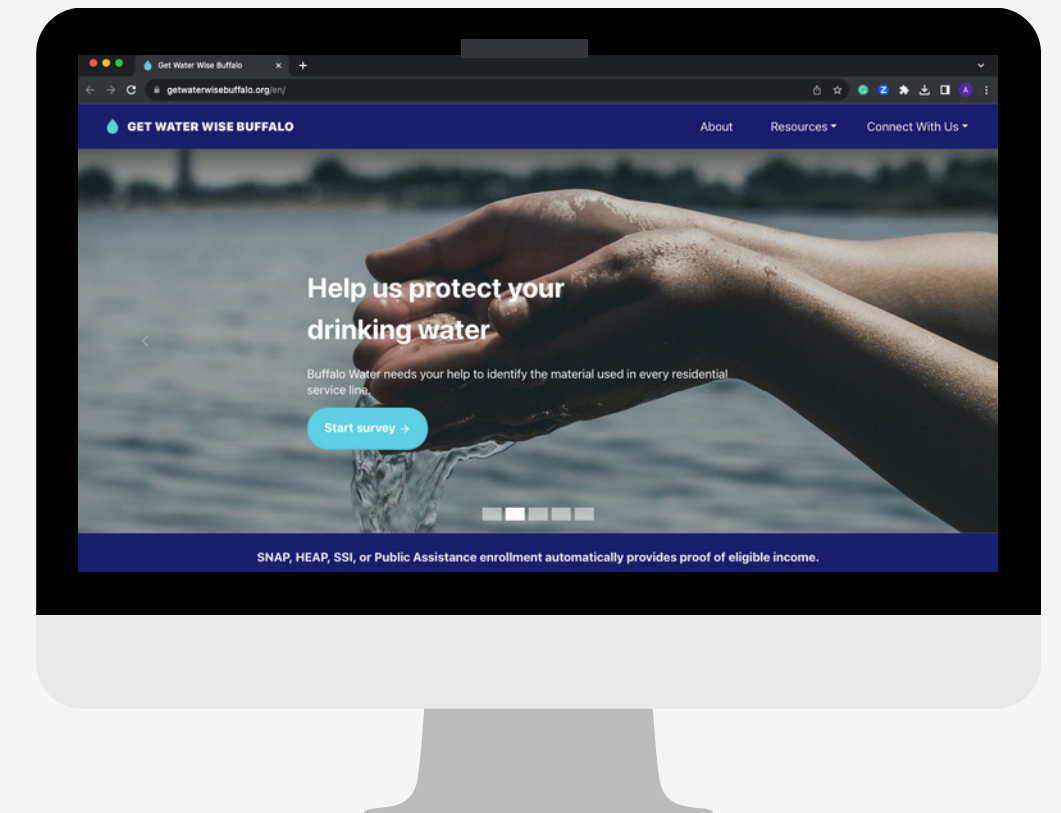 Get Water Wise Buffalo
getwaterwisebuffalo.org/en/
Z
A
GET WATER WISE BUFFALO
About
Resources
Connect With Us
Help us protect your
drinking water
Buffalo Water needs your help to identify the material used in every residential
service line.
Start survey →
SNAP, HEAP, SSI, or Public Assistance enrollment automatically provides proof of eligible income.